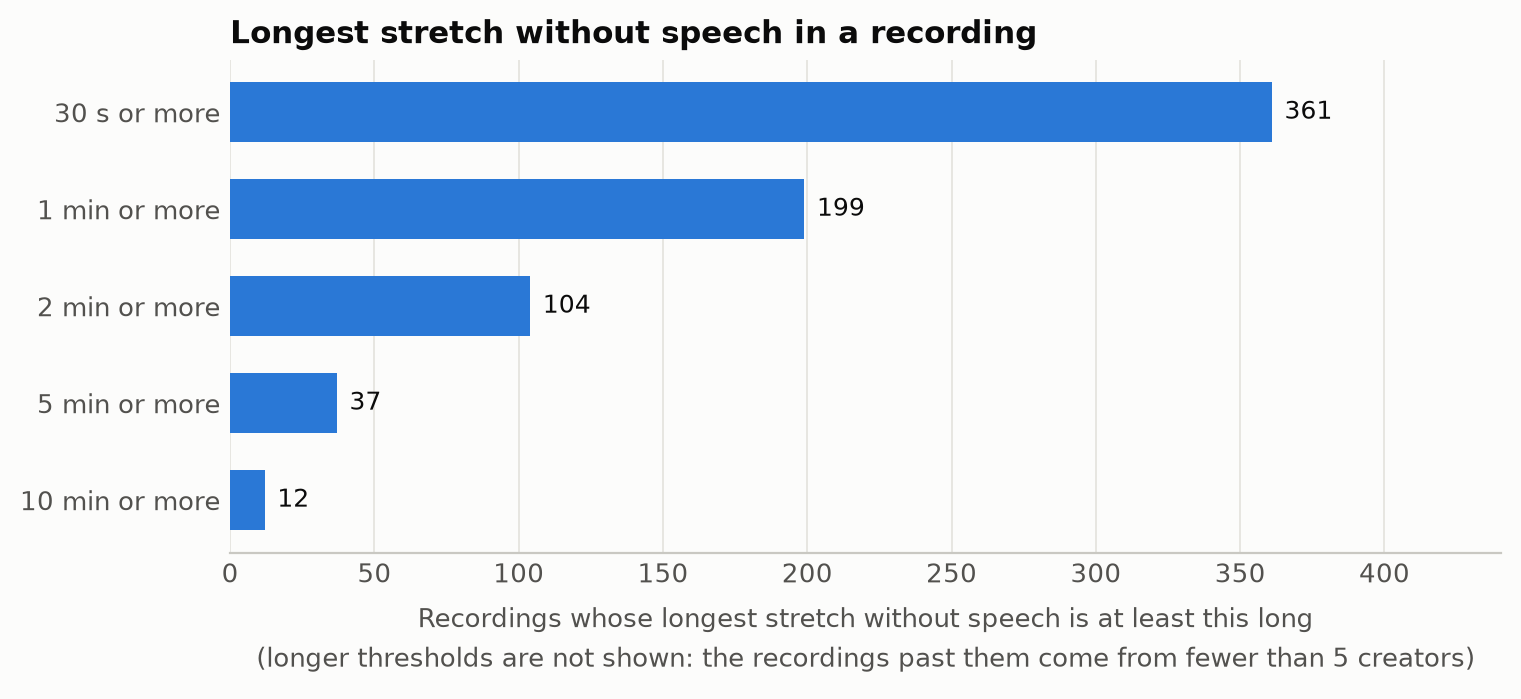 Longest stretch without speech in a recording
30 s or more
361
1 min or more
199
2 min or more
104
5 min or more
37
10 min or more
12
0 50 100 150 200 250 300 350 400
Recordings whose longest stretch without speech is at least this long
(longer thresholds are not shown: the recordings past them come from fewer than 5 creators)